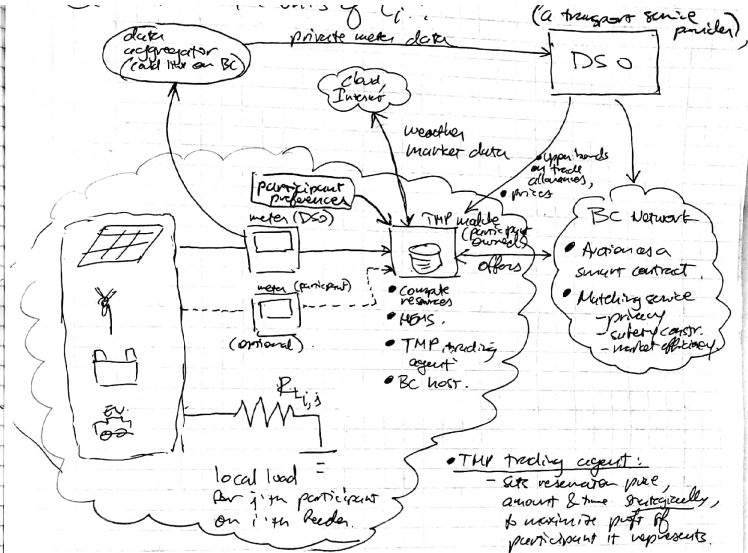 data
aggregator
(could live on BC)
private meter data
(a transport service
provider),
DSO
cloud,
Internet
weather
market data
• upper bounds
on trade
allowances,
• prices
participant
preferences
meter (DSO)
TMP module
(participant
owned)
offers
BC Network
• Auction as a
smart contract.
• Matching service
– privacy
– safety constr.
– market efficiency
meter (participant)
(optional)
• Compute
resources
• HEMS.
• TMP trading
agent
• BC host.
EV
R L i,j
local load
for j'th participant
on i'th feeder.
• TMP trading agent:
– sets reservation price,
amount & time strategically,
to maximize profit of
participant it represents.